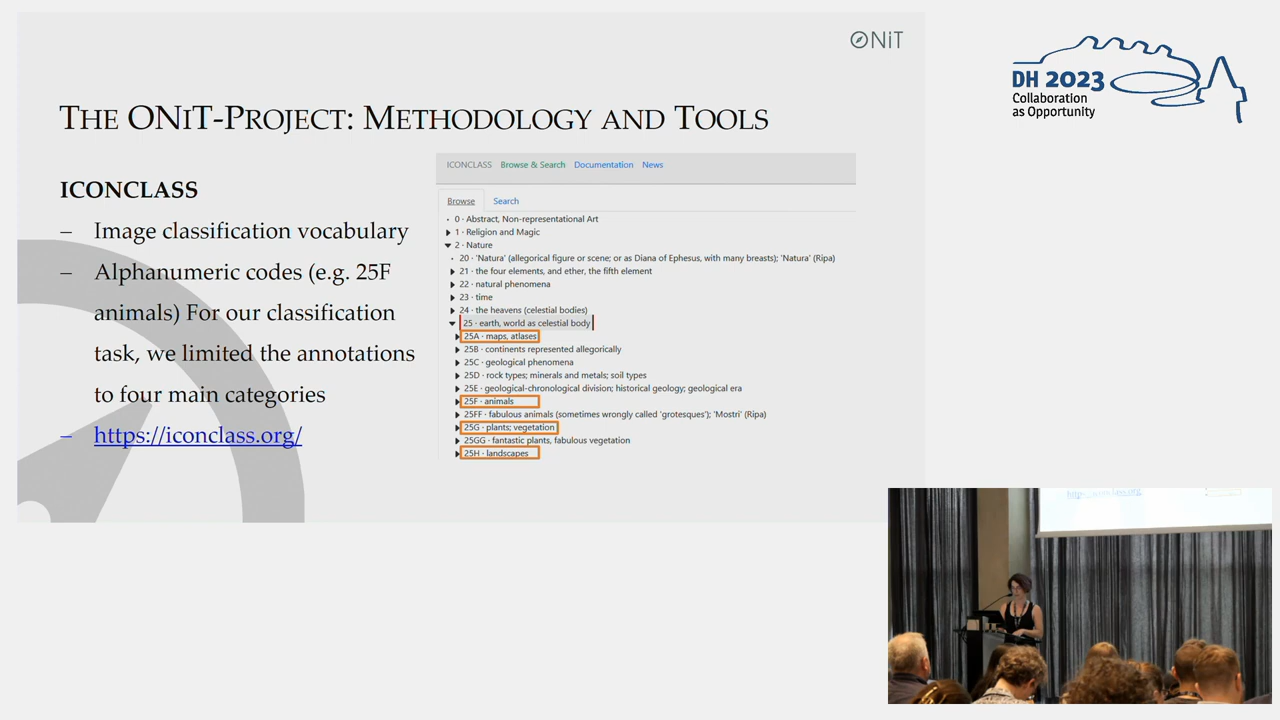 ONiT
DH 2023
Collaboration
as Opportunity
THE ONiT-PROJECT: METHODOLOGY AND TOOLS
ICONCLASS
– Image classification vocabulary
– Alphanumeric codes (e.g. 25F
animals) For our classification
task, we limited the annotations
to four main categories
– https://iconclass.org/
ICONCLASS Browse & Search Documentation News
Browse Search
0 · Abstract, Non-representational Art
1 · Religion and Magic
2 · Nature
20 · 'Natura' (allegorical figure or scene; or as Diana of Ephesus, with many breasts); 'Natura' (Ripa)
21 · the four elements, and ether, the fifth element
22 · natural phenomena
23 · time
24 · the heavens (celestial bodies)
25 · earth, world as celestial body
25A · maps, atlases
25B · continents represented allegorically
25C · geological phenomena
25D · rock types; minerals and metals; soil types
25E · geological-chronological division; historical geology; geological era
25F · animals
25FF · fabulous animals (sometimes wrongly called 'grotesques'); 'Mostri' (Ripa)
25G · plants; vegetation
25GG · fantastic plants, fabulous vegetation
25H · landscapes